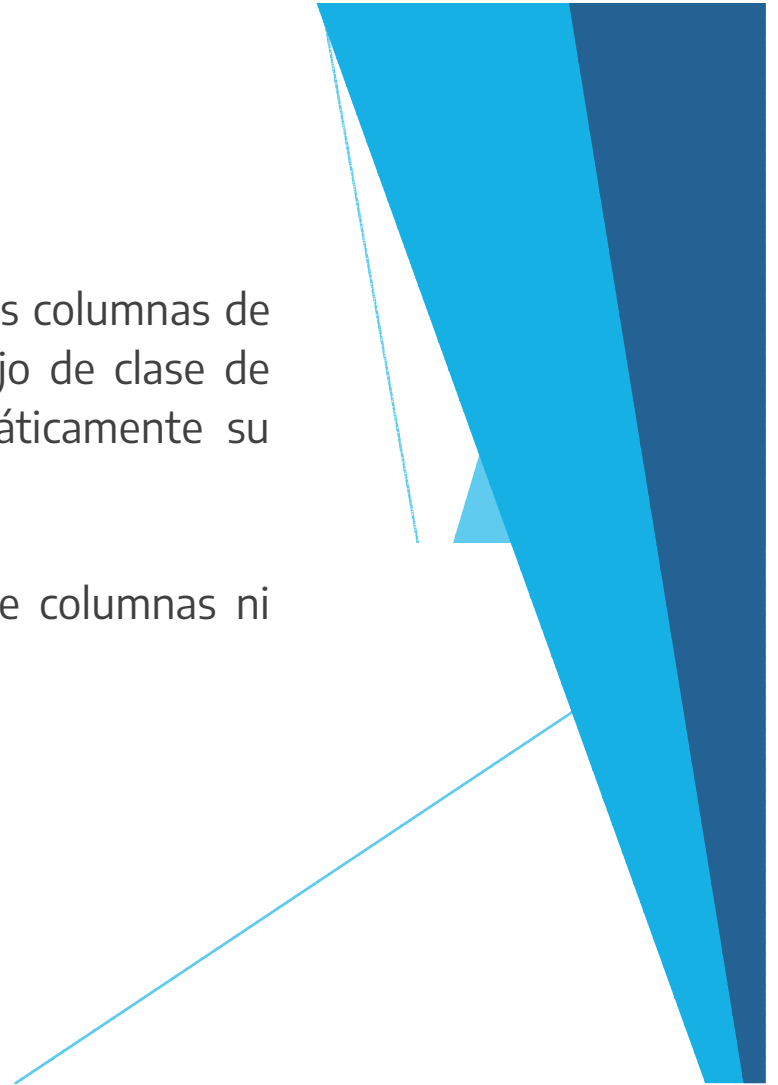 s columnas de
jo de clase de
áticamente su
e columnas ni